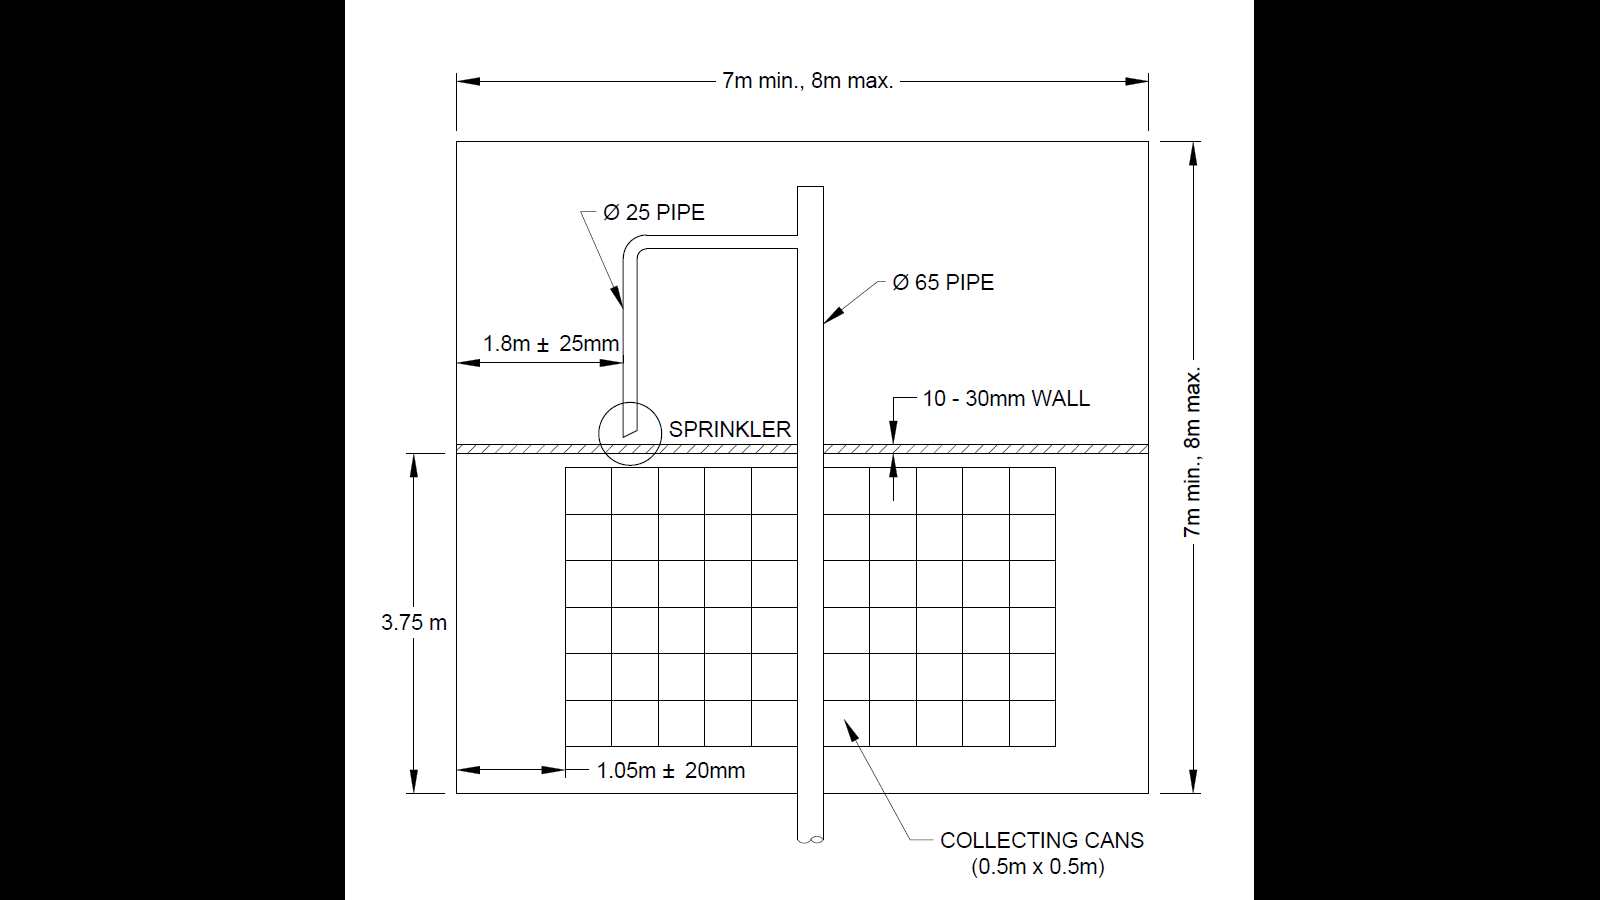 7m min., 8m max.
Ø 25 PIPE
Ø 65 PIPE
1.8m ± 25mm
10 - 30mm WALL
SPRINKLER
7m min., 8m max.
3.75 m
1.05m ± 20mm
COLLECTING CANS
(0.5m x 0.5m)